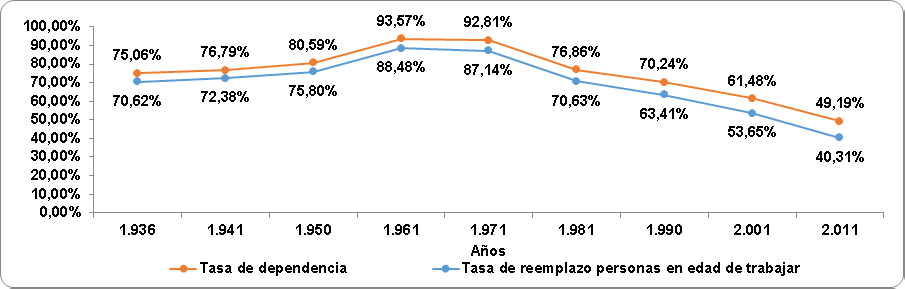 100,00%
90,00%
80,00%
70,00%
60,00%
50,00%
40,00%
30,00%
20,00%
10,00%
0,00%
75,06% 76,79% 80,59% 93,57% 92,81% 76,86% 70,24% 61,48% 49,19%
70,62% 72,38% 75,80% 88,48% 87,14% 70,63% 63,41% 53,65% 40,31%
1.936 1.941 1.950 1.961 1.971 1.981 1.990 2.001 2.011
Años
Tasa de dependencia Tasa de reemplazo personas en edad de trabajar